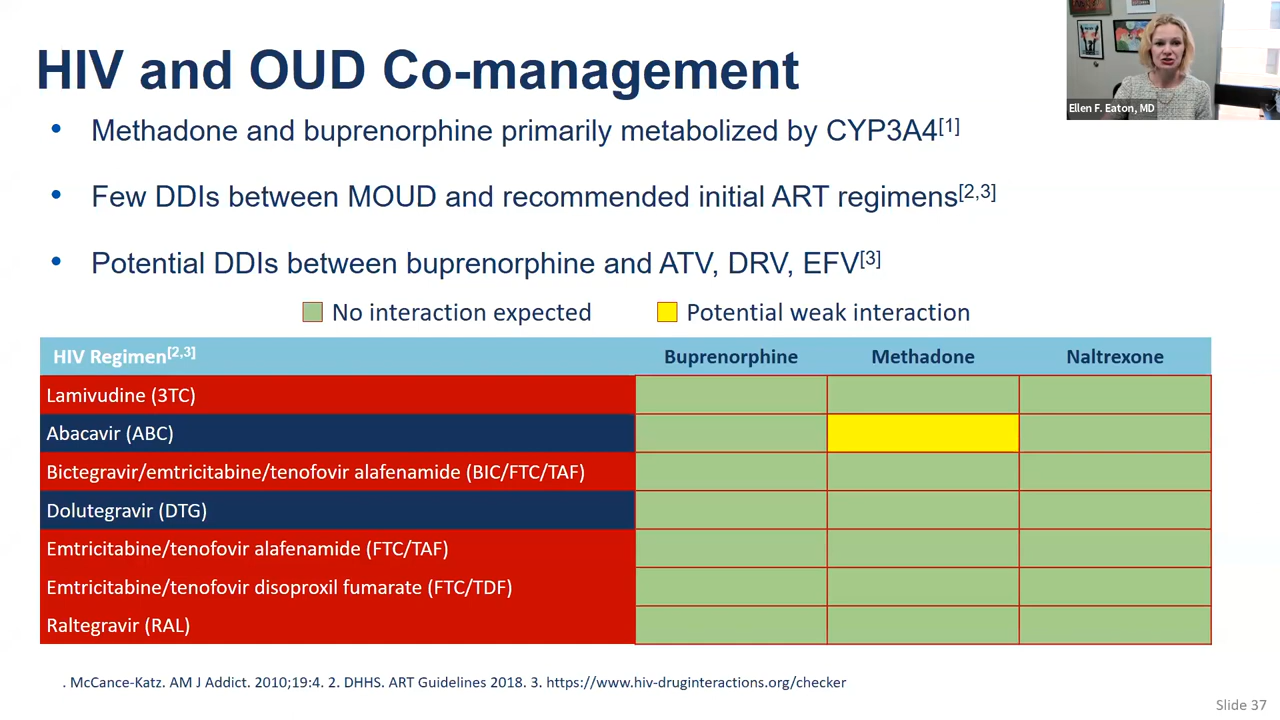 HIV and OUD Co-management
Ellen F. Eaton, MD
• Methadone and buprenorphine primarily metabolized by CYP3A4[1]
• Few DDIs between MOUD and recommended initial ART regimens[2,3]
• Potential DDIs between buprenorphine and ATV, DRV, EFV[3]
No interaction expected Potential weak interaction
HIV Regimen[2,3] Buprenorphine Methadone Naltrexone
Lamivudine (3TC)
Abacavir (ABC)
Bictegravir/emtricitabine/tenofovir alafenamide (BIC/FTC/TAF)
Dolutegravir (DTG)
Emtricitabine/tenofovir alafenamide (FTC/TAF)
Emtricitabine/tenofovir disoproxil fumarate (FTC/TDF)
Raltegravir (RAL)
. McCance-Katz. AM J Addict. 2010;19:4. 2. DHHS. ART Guidelines 2018. 3. https://www.hiv-druginteractions.org/checker
Slide 37